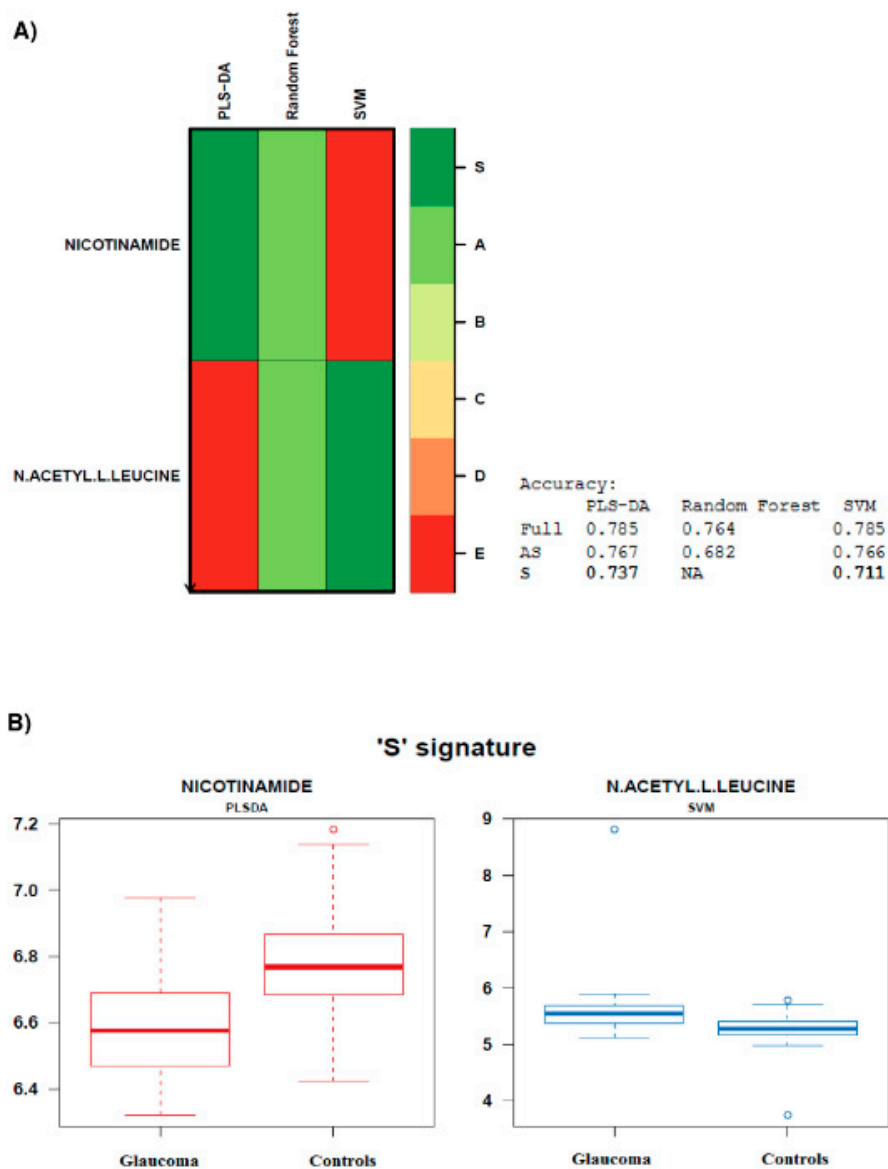 A)
PLS-DA
Random Forest
SVM
NICOTINAMIDE
N.ACETYL.L.LEUCINE
S
A
B
C
D
E
Accuracy:
PLS-DA Random Forest SVM
Full 0.785 0.764 0.785
AS 0.767 0.682 0.766
S 0.737 NA 0.711
B)
'S' signature
NICOTINAMIDE
PLSDA
7.2
7.0
6.8
6.6
6.4
Glaucoma Controls
N.ACETYL.L.LEUCINE
SVM
9
8
7
6
5
4
Glaucoma Controls